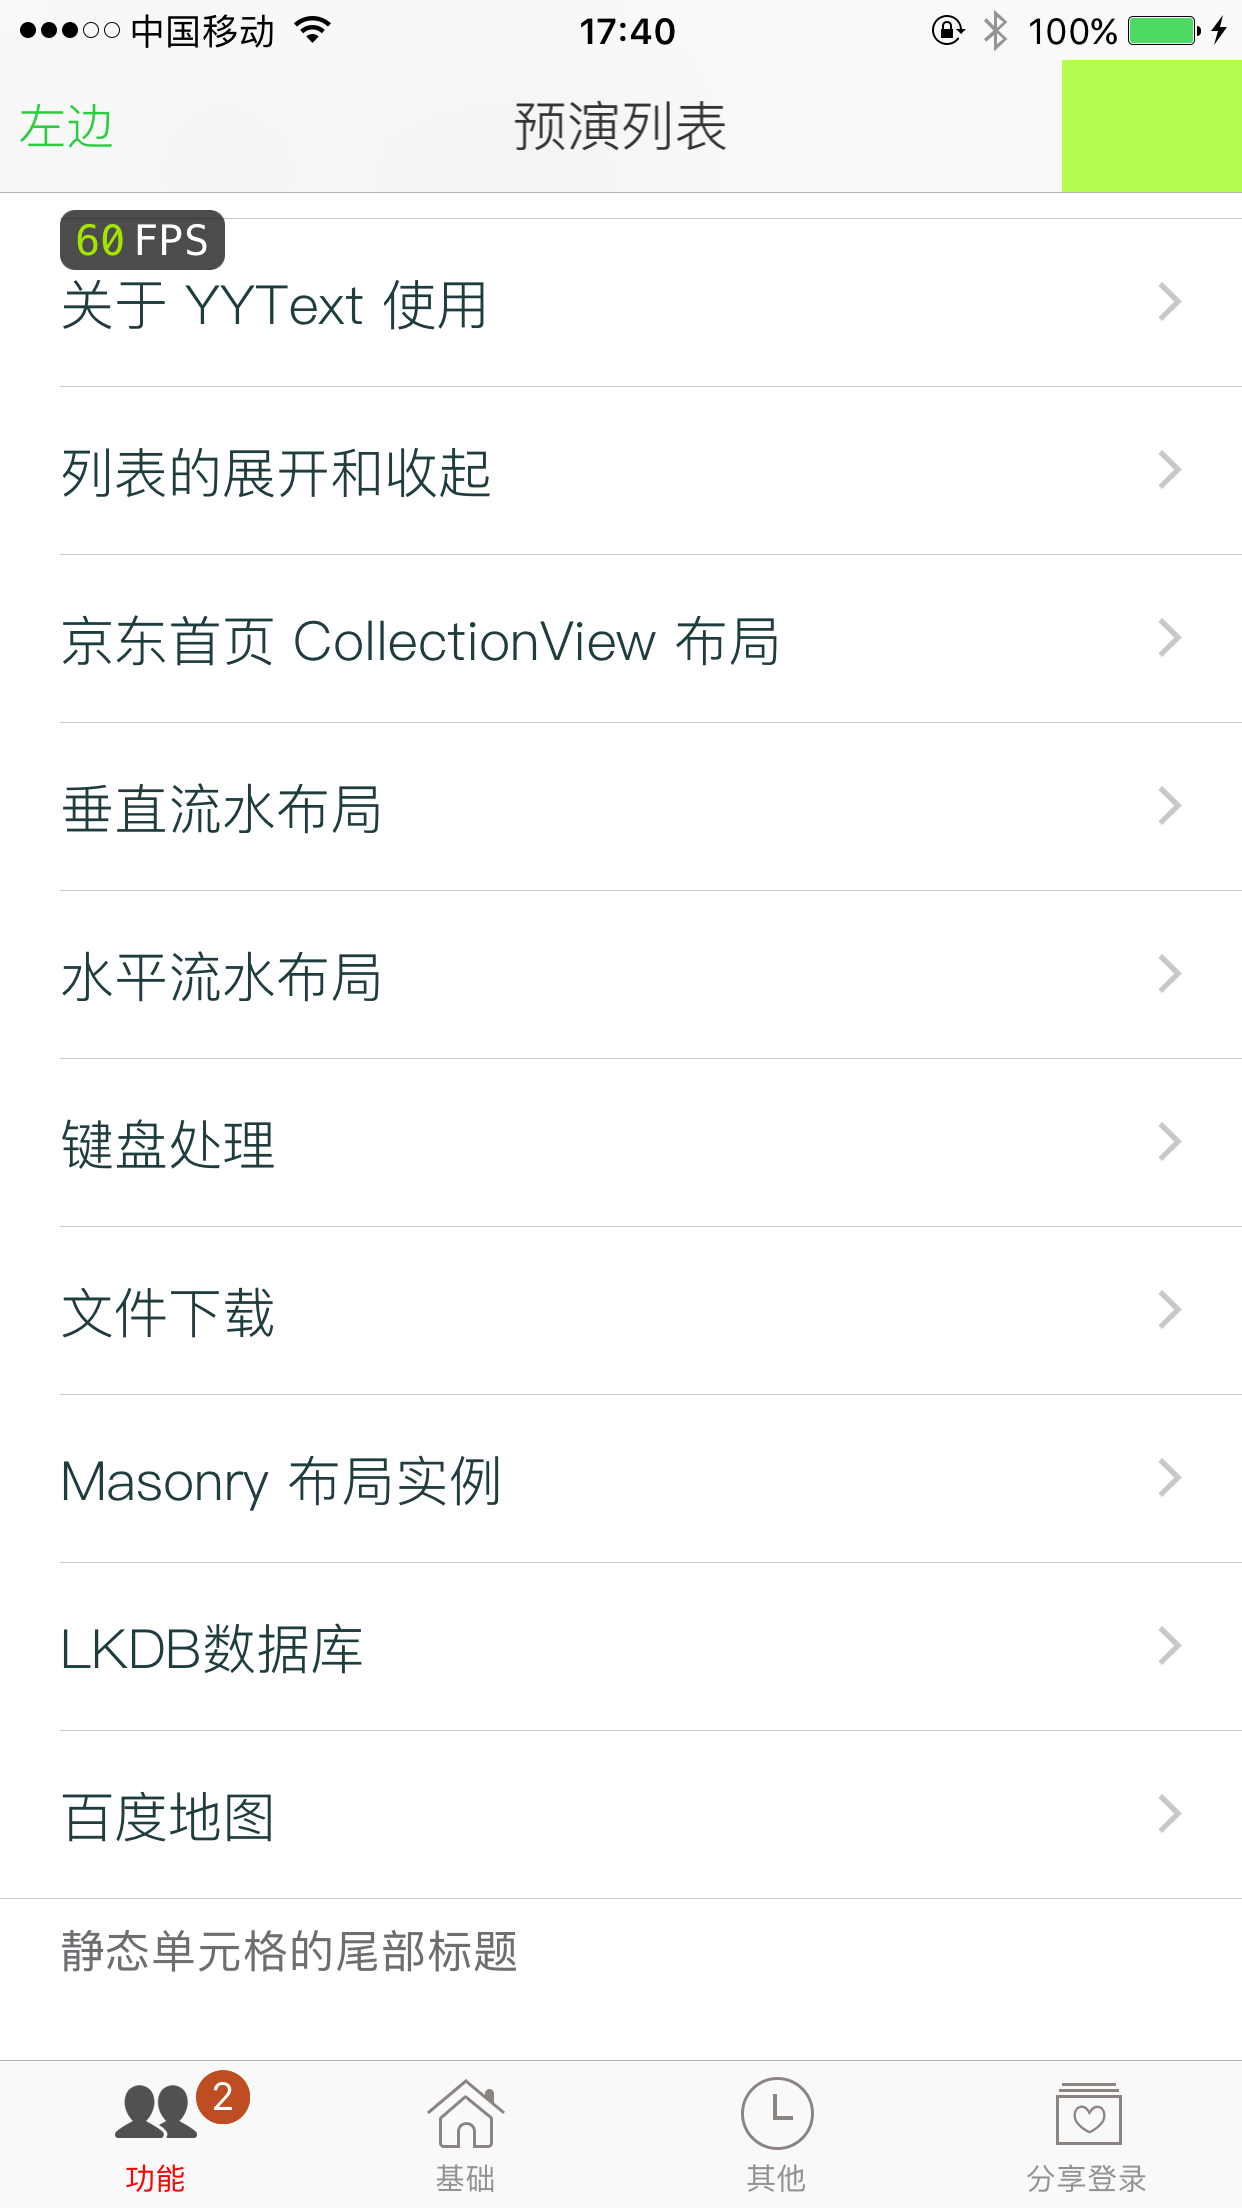 中国移动 17:40 100%
左边 预演列表
60 FPS
关于 YYText 使用
列表的展开和收起
京东首页 CollectionView 布局
垂直流水布局
水平流水布局
键盘处理
文件下载
Masonry 布局实例
LKDB数据库
百度地图
静态单元格的尾部标题
2
功能 基础 其他 分享登录